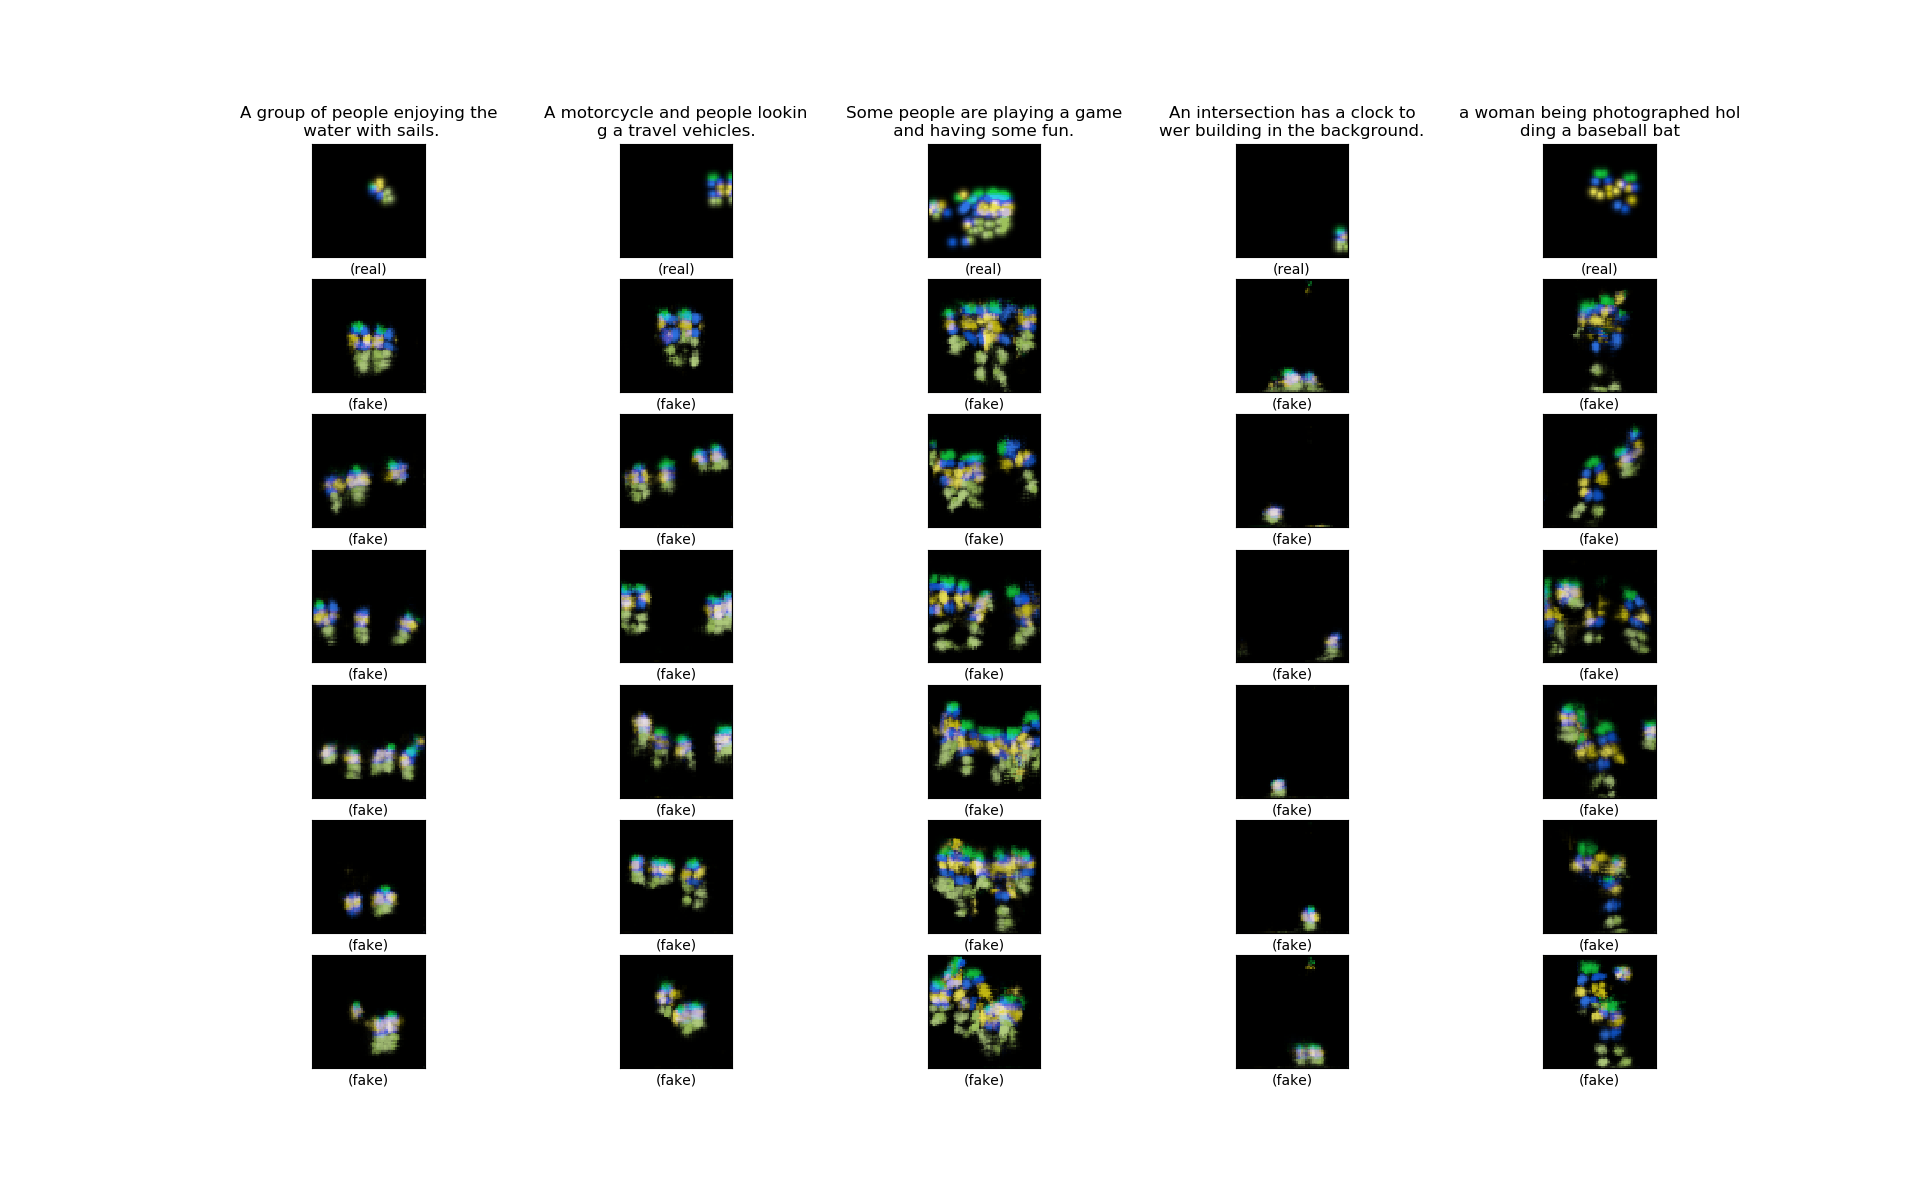 A group of people enjoying the
water with sails.
A motorcycle and people lookin
g a travel vehicles.
Some people are playing a game
and having some fun.
An intersection has a clock to
wer building in the background.
a woman being photographed hol
ding a baseball bat
(real) (real) (real) (real) (real)
(fake) (fake) (fake) (fake) (fake)
(fake) (fake) (fake) (fake) (fake)
(fake) (fake) (fake) (fake) (fake)
(fake) (fake) (fake) (fake) (fake)
(fake) (fake) (fake) (fake) (fake)
(fake) (fake) (fake) (fake) (fake)